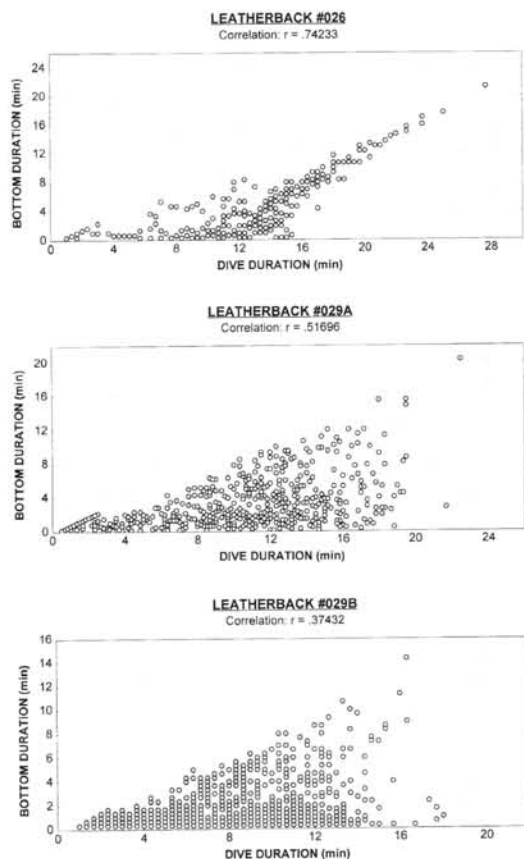 LEATHERBACK #026
Correlation: r = .74233
24
20
16
12
8
4
0
0 4 8 12 16 20 24 28
BOTTOM DURATION (min)
DIVE DURATION (min)
LEATHERBACK #029A
Correlation: r = .51696
20
16
12
8
4
0
0 4 8 12 16 20 24
BOTTOM DURATION (min)
DIVE DURATION (min)
LEATHERBACK #029B
Correlation: r = .37432
16
14
12
10
8
6
4
2
0
0 4 8 12 16 20
BOTTOM DURATION (min)
DIVE DURATION (min)